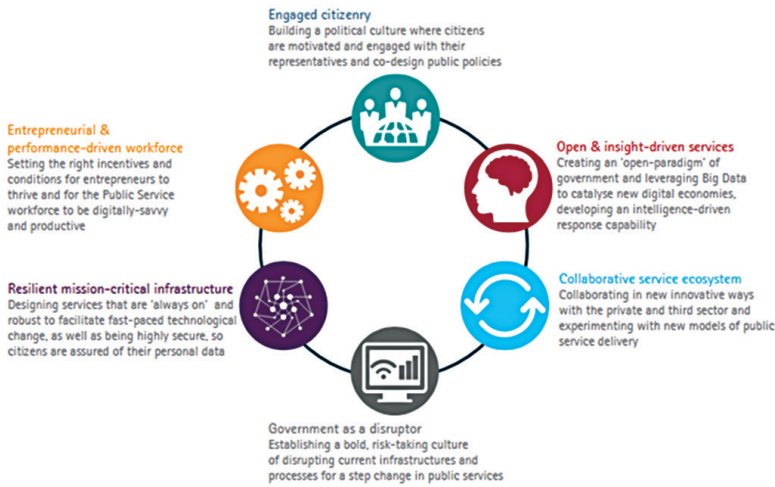 Engaged citizenry
Building a political culture where citizens
are motivated and engaged with their
representatives and co-design public policies
Entrepreneurial &
performance-driven workforce
Setting the right incentives and
conditions for entrepreneurs to
thrive and for the Public Service
workforce to be digitally-savvy
and productive
Open & insight-driven services
Creating an 'open-paradigm' of
government and leveraging Big Data
to catalyse new digital economies,
developing an intelligence-driven
response capability
Resilient mission-critical infrastructure
Designing services that are 'always on' and
robust to facilitate fast-paced technological
change, as well as being highly secure, so
citizens are assured of their personal data
Collaborative service ecosystem
Collaborating in new innovative ways
with the private and third sector and
experimenting with new models of public
service delivery
Government as a disruptor
Establishing a bold, risk-taking culture
of disrupting current infrastructures and
processes for a step change in public services